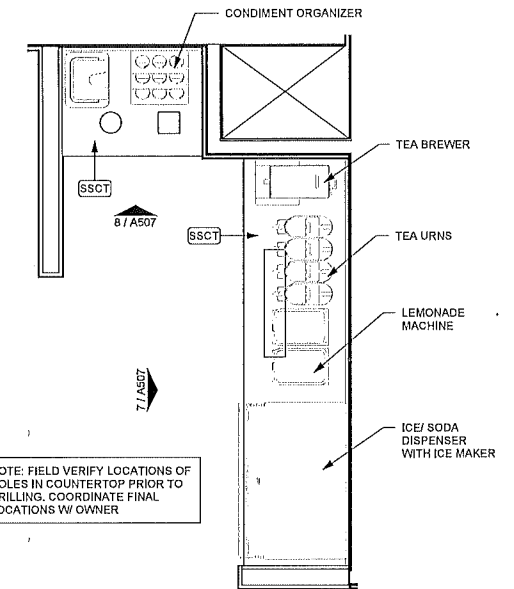 CONDIMENT ORGANIZER
TEA BREWER
SSCT
8 / A507
SSCT
TEA URNS
LEMONADE
MACHINE
7 / A507
ICE/ SODA
DISPENSER
WITH ICE MAKER
OTE: FIELD VERIFY LOCATIONS OF
OLES IN COUNTERTOP PRIOR TO
RILLING. COORDINATE FINAL
OCATIONS W/ OWNER